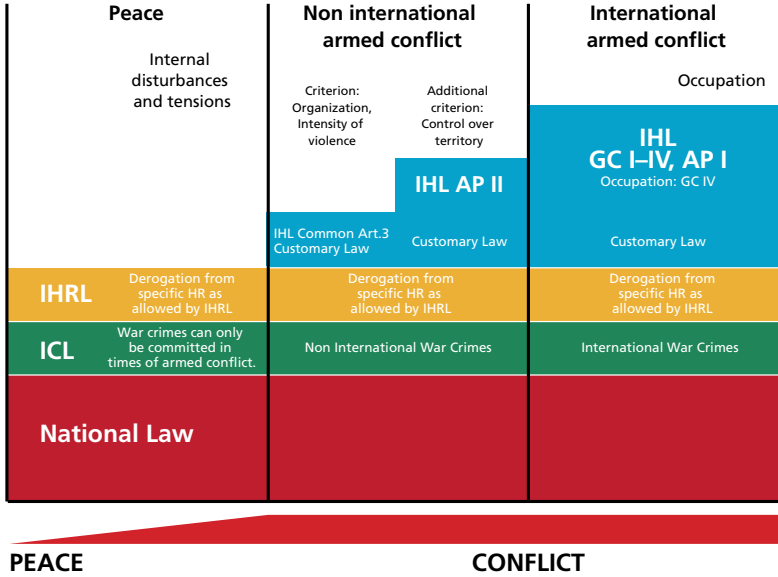 Peace
Internal
disturbances
and tensions
Non international
armed conflict
Criterion:
Organization,
Intensity of
violence
Additional
criterion:
Control over
territory
International
armed conflict
Occupation
IHL
GC I–IV, AP I
Occupation: GC IV
IHL AP II
IHL Common Art.3
Customary Law
Customary Law
Customary Law
IHRL
Derogation from
specific HR as
allowed by IHRL
Derogation from
specific HR as
allowed by IHRL
Derogation from
specific HR as
allowed by IHRL
ICL
War crimes can only
be committed in
times of armed conflict.
Non International War Crimes
International War Crimes
National Law
PEACE
CONFLICT